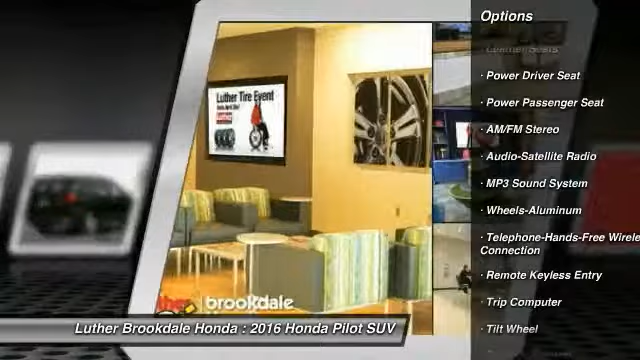 Options
· Power Driver Seat
· Power Passenger Seat
· AM/FM Stereo
· Audio-Satellite Radio
· MP3 Sound System
· Wheels-Aluminum
· Telephone-Hands-Free Wirele
Connection
· Remote Keyless Entry
· Trip Computer
· Tilt Wheel
Luther Tire Event
Luther
brookdale
Luther Brookdale Honda : 2016 Honda Pilot SUV